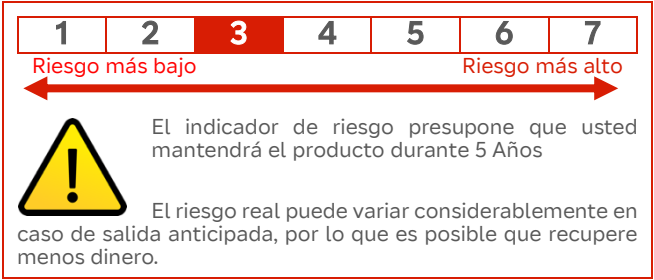 1 2 3 4 5 6 7
Riesgo más bajo Riesgo más alto
!
El indicador de riesgo presupone que usted
mantendrá el producto durante 5 Años
El riesgo real puede variar considerablemente en
caso de salida anticipada, por lo que es posible que recupere
menos dinero.